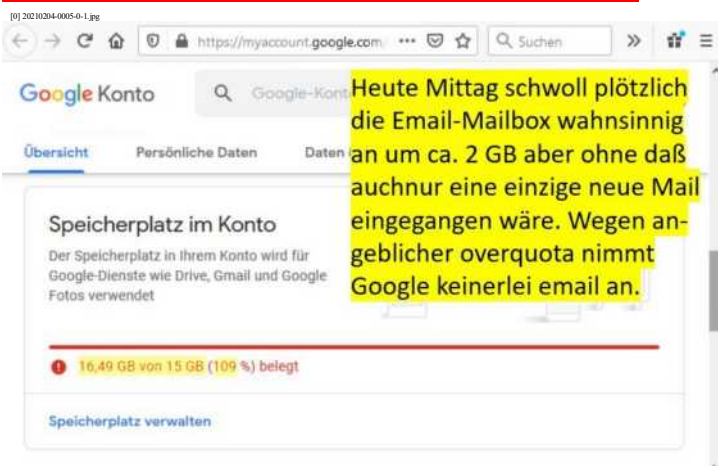 [0] 20210204-0005-0-1.jpg
https://myaccount.google.com/ ... Suchen
Google Konto
Google-Kont
Heute Mittag schwoll plötzlich
die Email-Mailbox wahnsinnig
an um ca. 2 GB aber ohne daß
auchnur eine einzige neue Mail
eingegangen wäre. Wegen an-
geblicher overquota nimmt
Google keinerlei email an.
Übersicht Persönliche Daten Daten
Speicherplatz im Konto
Der Speicherplatz in Ihrem Konto wird für
Google-Dienste wie Drive, Gmail und Google
Fotos verwendet
16,49 GB von 15 GB (109 %) belegt
Speicherplatz verwalten